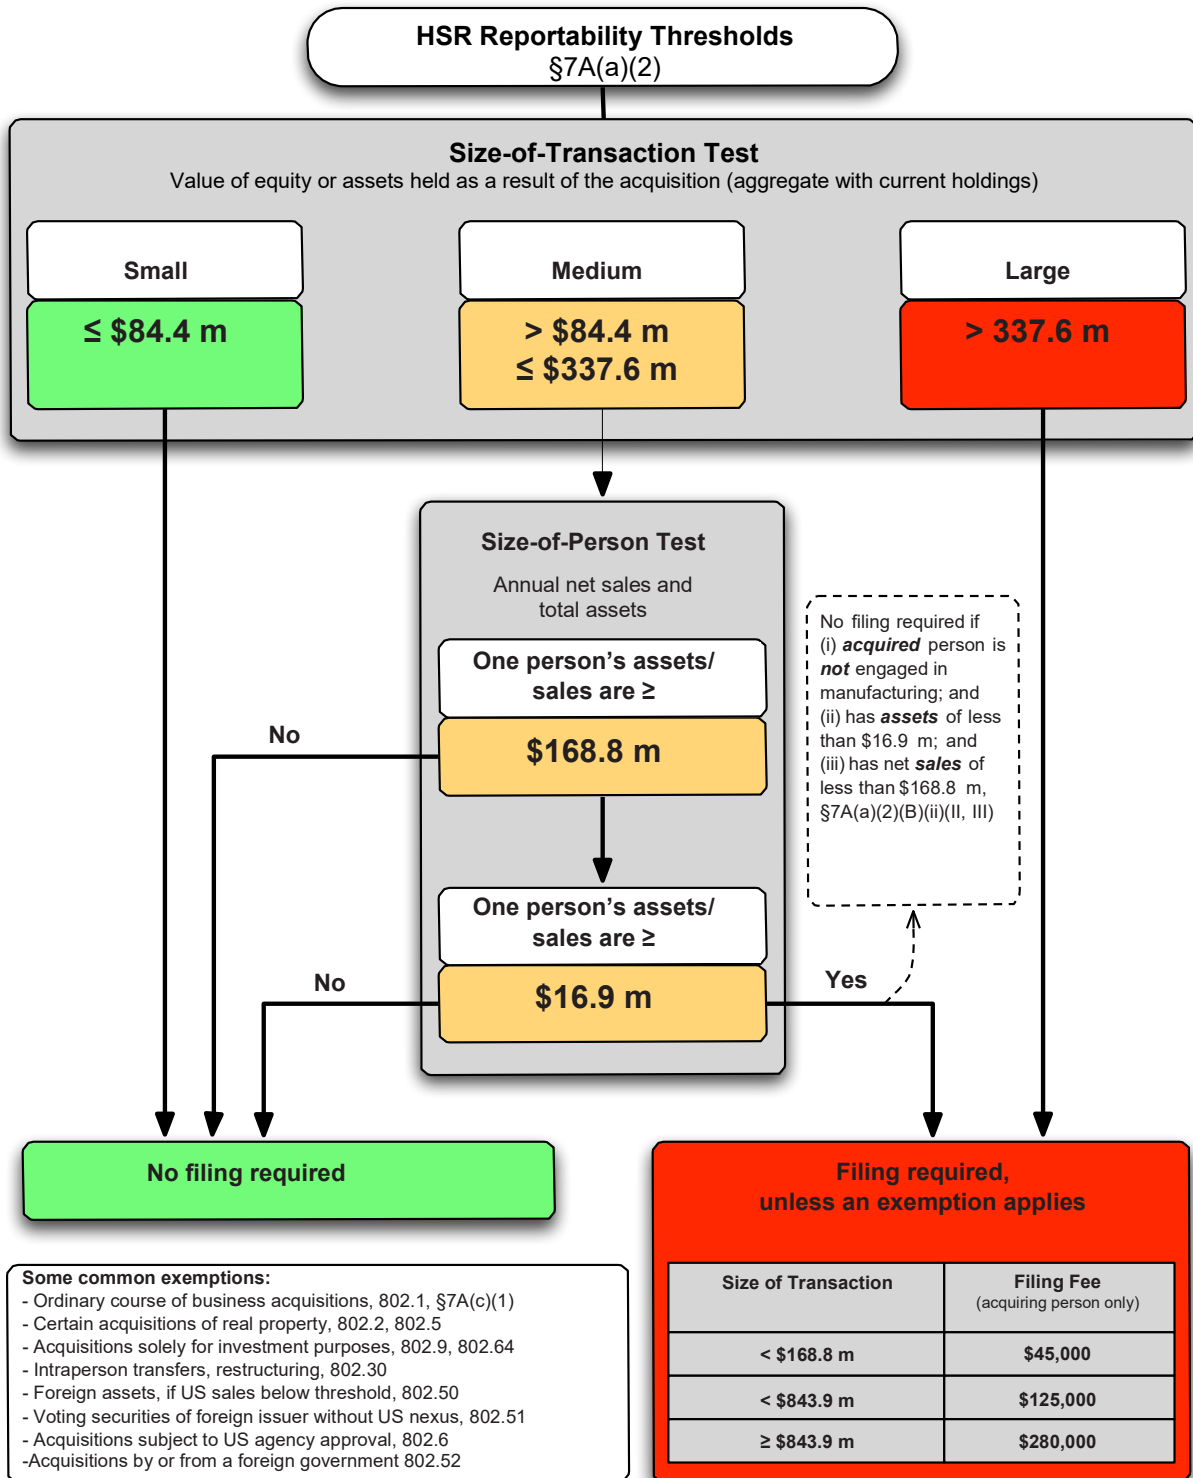 HSR Reportability Thresholds
§7A(a)(2)
Size-of-Transaction Test
Value of equity or assets held as a result of the acquisition (aggregate with current holdings)
Small
≤ $84.4 m
Medium
> $84.4 m
≤ $337.6 m
Large
> 337.6 m
Size-of-Person Test
Annual net sales and
total assets
One person’s assets/
sales are ≥
$168.8 m
No
One person’s assets/
sales are ≥
$16.9 m
No
Yes
No filing required if
(i) acquired person is
not engaged in
manufacturing; and
(ii) has assets of less
than $16.9 m; and
(iii) has net sales of
less than $168.8 m,
§7A(a)(2)(B)(ii)(II, III)
No filing required
Filing required,
unless an exemption applies
Size of Transaction
Filing Fee
(acquiring person only)
< $168.8 m
$45,000
< $843.9 m
$125,000
≥ $843.9 m
$280,000
Some common exemptions:
- Ordinary course of business acquisitions, 802.1, §7A(c)(1)
- Certain acquisitions of real property, 802.2, 802.5
- Acquisitions solely for investment purposes, 802.9, 802.64
- Intraperson transfers, restructuring, 802.30
- Foreign assets, if US sales below threshold, 802.50
- Voting securities of foreign issuer without US nexus, 802.51
- Acquisitions subject to US agency approval, 802.6
-Acquisitions by or from a foreign government 802.52